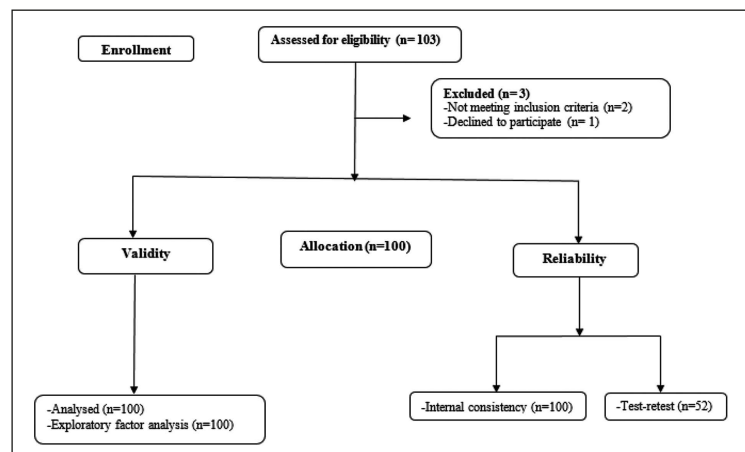 Enrollment
Assessed for eligibility (n=103)
Excluded (n=3)
-Not meeting inclusion criteria (n=2)
-Declined to participate (n= 1)
Validity
Allocation (n=100)
Reliability
-Analysed (n=100)
-Exploratory factor analysis (n=100)
-Internal consistency (n=100)
-Test-retest (n=52)